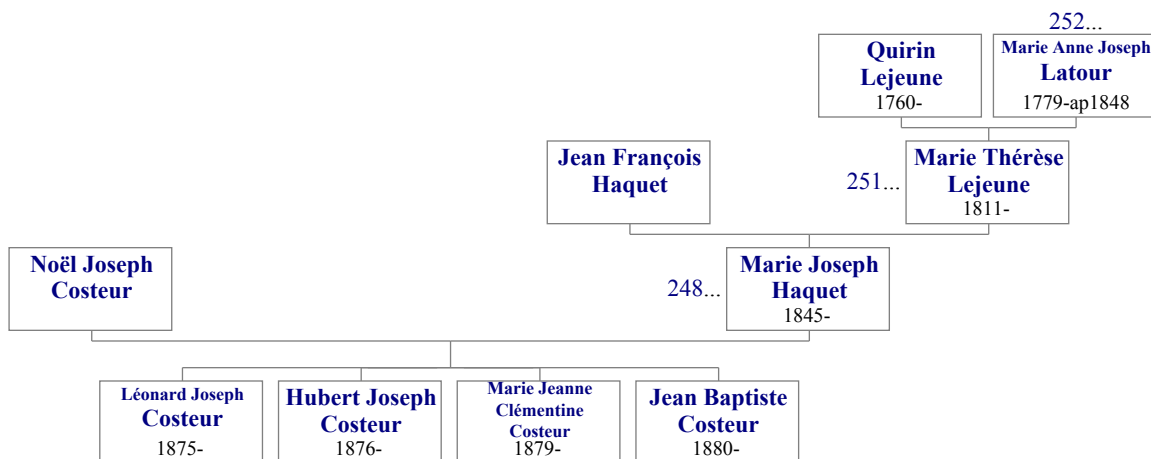 252...
Quirin
Lejeune
1760-
Marie Anne Joseph
Latour
1779-ap1848
Jean François
Haquet
251...
Marie Thérèse
Lejeune
1811-
Noël Joseph
Costeur
248...
Marie Joseph
Haquet
1845-
Léonard Joseph
Costeur
1875-
Hubert Joseph
Costeur
1876-
Marie Jeanne
Clémentine
Costeur
1879-
Jean Baptiste
Costeur
1880-